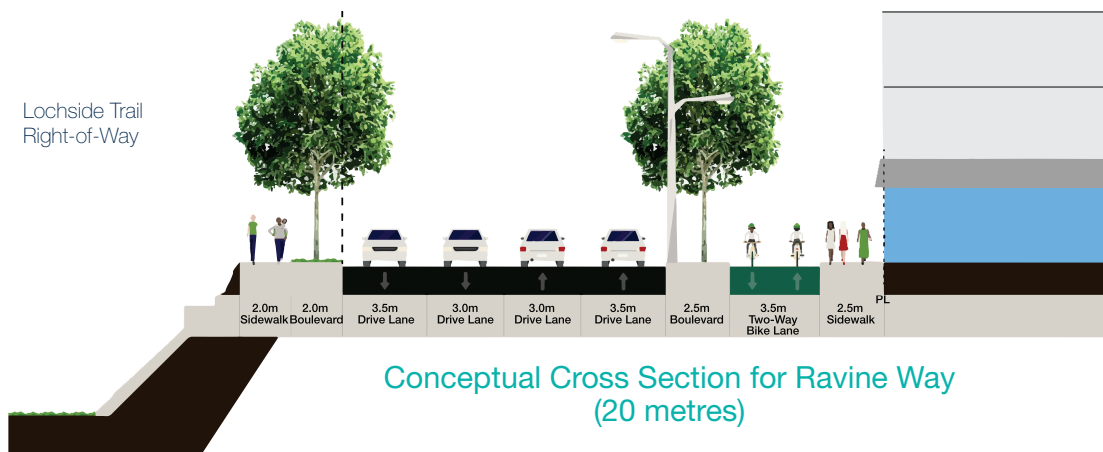 Lochside Trail
Right-of-Way
2.0m
Sidewalk
2.0m
Boulevard
3.5m
Drive Lane
3.0m
Drive Lane
3.0m
Drive Lane
3.5m
Drive Lane
2.5m
Boulevard
3.5m
Two-Way
Bike Lane
2.5m
Sidewalk
PL
Conceptual Cross Section for Ravine Way
(20 metres)